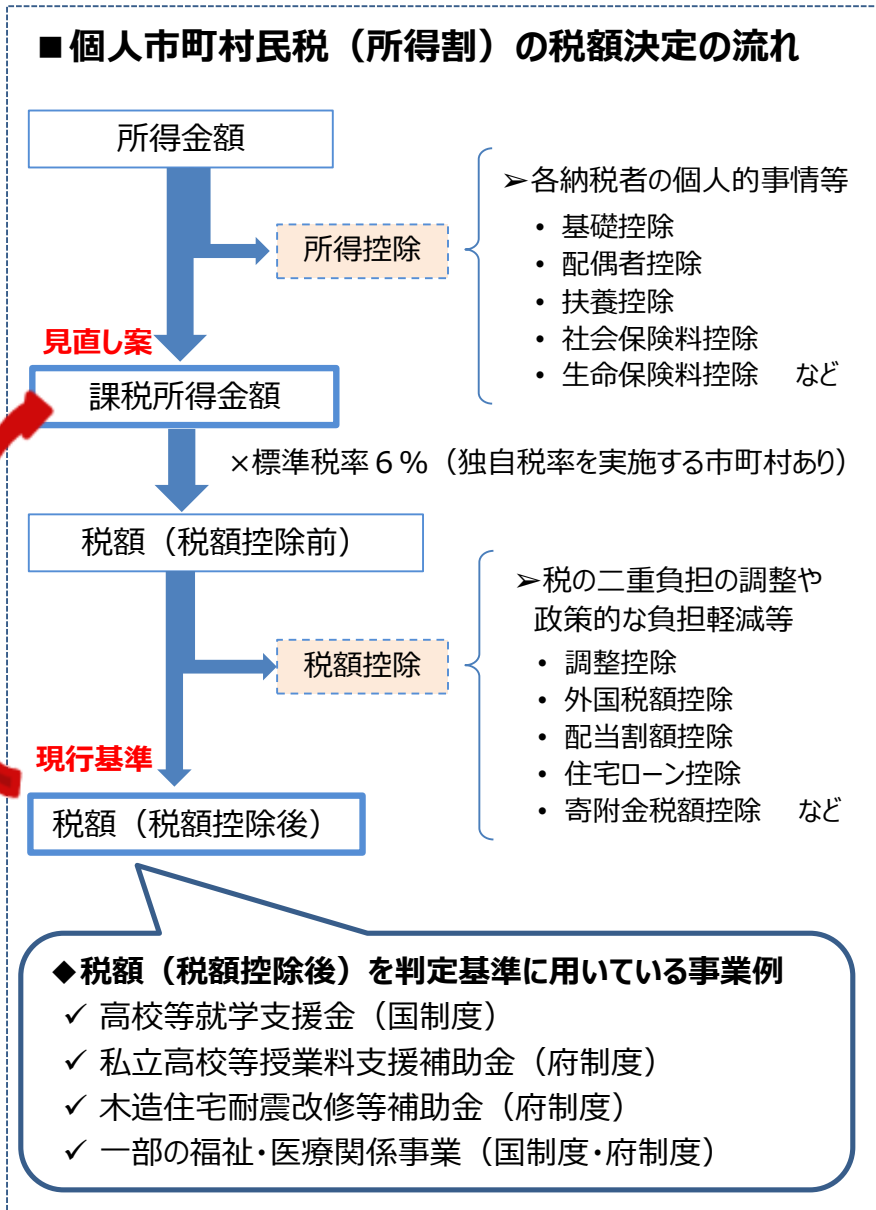 ■個人市町村民税（所得割）の税額決定の流れ
所得金額
➢各納税者の個人的事情等
• 基礎控除
• 配偶者控除
• 扶養控除
• 社会保険料控除
• 生命保険料控除　など
所得控除
見直し案
課税所得金額
×標準税率６％（独自税率を実施する市町村あり）
税額（税額控除前）
➢税の二重負担の調整や
政策的な負担軽減等
• 調整控除
• 外国税額控除
• 配当割額控除
• 住宅ローン控除
• 寄附金税額控除　など
税額控除
現行基準
税額（税額控除後）
◆税額（税額控除後）を判定基準に用いている事業例
✓ 高校等就学支援金（国制度）
✓ 私立高校等授業料支援補助金（府制度）
✓ 木造住宅耐震改修等補助金（府制度）
✓ 一部の福祉・医療関係事業（国制度・府制度）